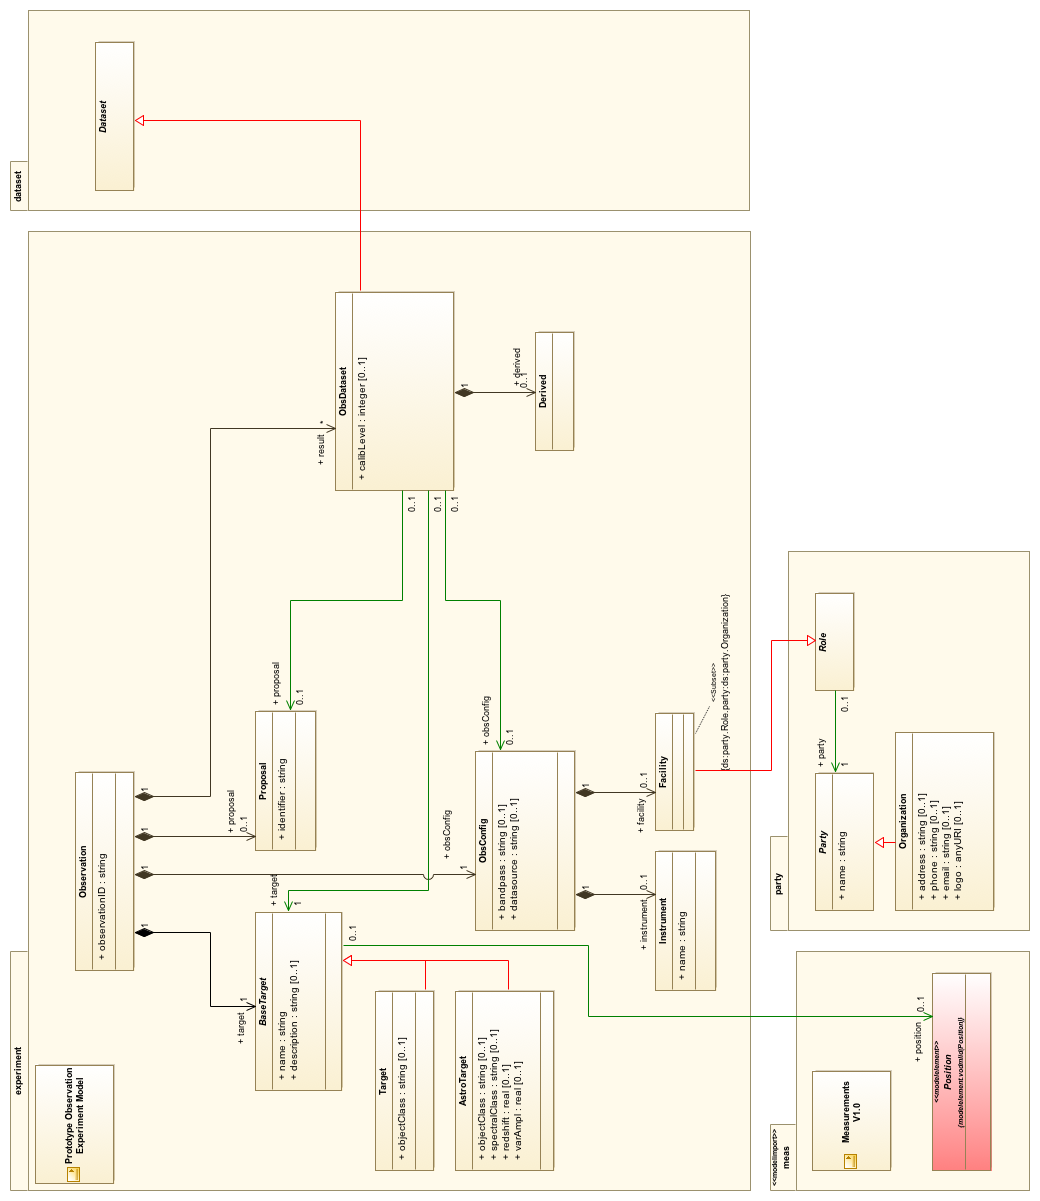 dataset
Dataset
experiment
Prototype Observation
Experiment Model
Observation
+ observationID : string
1
1
1
1
+ result
*
ObsDataset
+ calibLevel : integer [0..1]
1
+ derived
0..1
Derived
0..1
0..1
0..1
+ proposal
0..1
+ proposal
0..1
Proposal
+ identifier : string
+ obsConfig
0..1
+ obsConfig
1
ObsConfig
+ bandpass : string [0..1]
+ datasource : string [0..1]
1
1
+ facility
0..1
Facility
<<Subset>>
{ds:party.Role.party:ds:party.Organization}
+ instrument
0..1
Instrument
+ name : string
+ target
1
+ target
1
BaseTarget
+ name : string
+ description : string [0..1]
0..1
Target
+ objectClass : string [0..1]
AstroTarget
+ objectClass : string [0..1]
+ spectralClass : string [0..1]
+ redshift : real [0..1]
+ varAmpl : real [0..1]
party
Role
0..1
+ party
1
Party
+ name : string
Organization
+ address : string [0..1]
+ phone : string [0..1]
+ email : string [0..1]
+ logo : anyURI [0..1]
<<modelimport>>
meas
Measurements
V1.0
+ position
0..1
<<modelelement>>
Position
{modelelement.vodmlid(Position)}